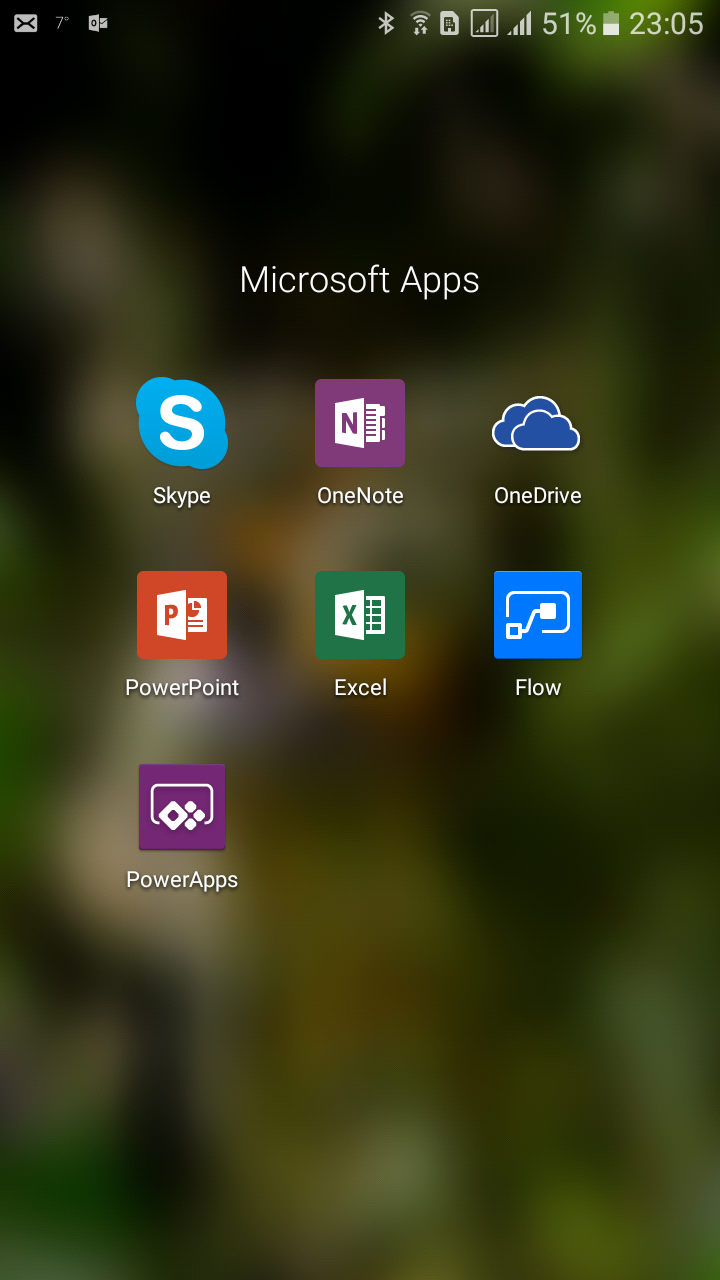 7° 51% 23:05
Microsoft Apps
Skype OneNote OneDrive
PowerPoint Excel Flow
PowerApps